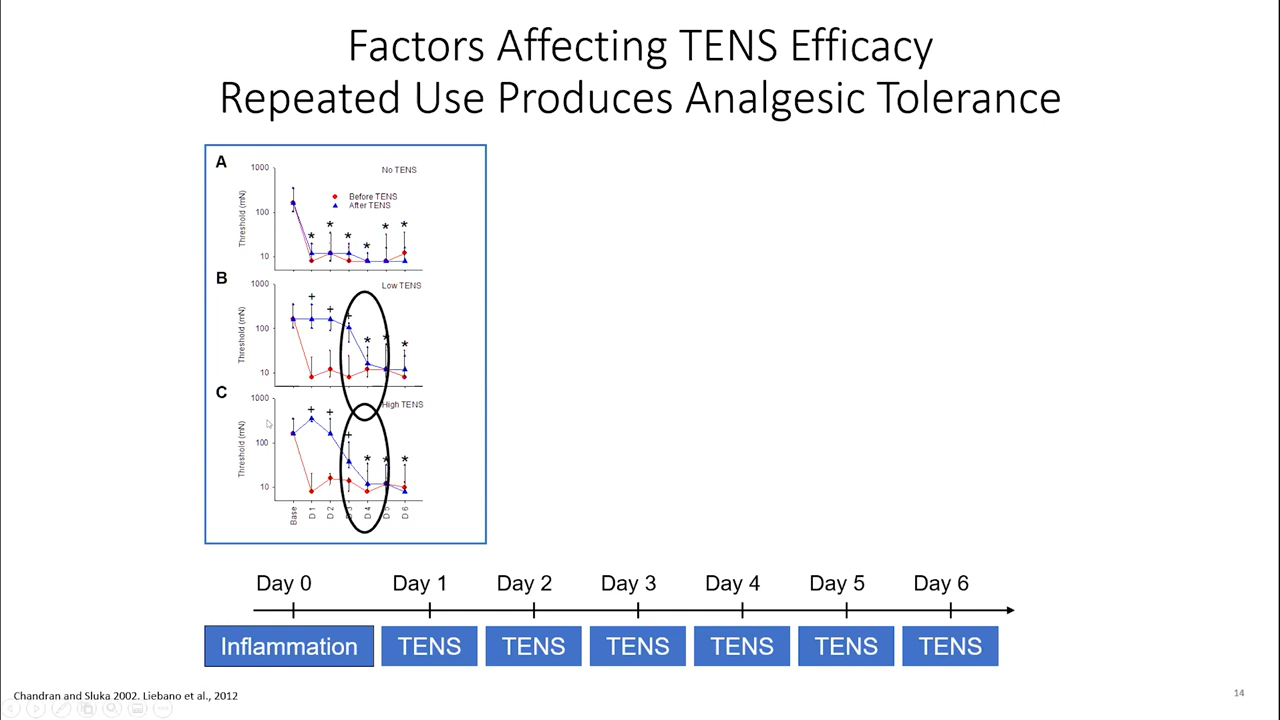 Factors Affecting TENS Efficacy
Repeated Use Produces Analgesic Tolerance
A
1000
No TENS
Before TENS
After TENS
Threshold (mN)
100
10
* * * * * *
B
1000
Low TENS
+ + +
Threshold (mN)
100
* * *
10
C
1000
High TENS
+ + +
Threshold (mN)
100
* * *
10
Base D 1 D 2 D 3 D 4 D 5 D 6
Day 0 Day 1 Day 2 Day 3 Day 4 Day 5 Day 6
Inflammation TENS TENS TENS TENS TENS TENS
Chandran and Sluka 2002. Liebano et al., 2012
14